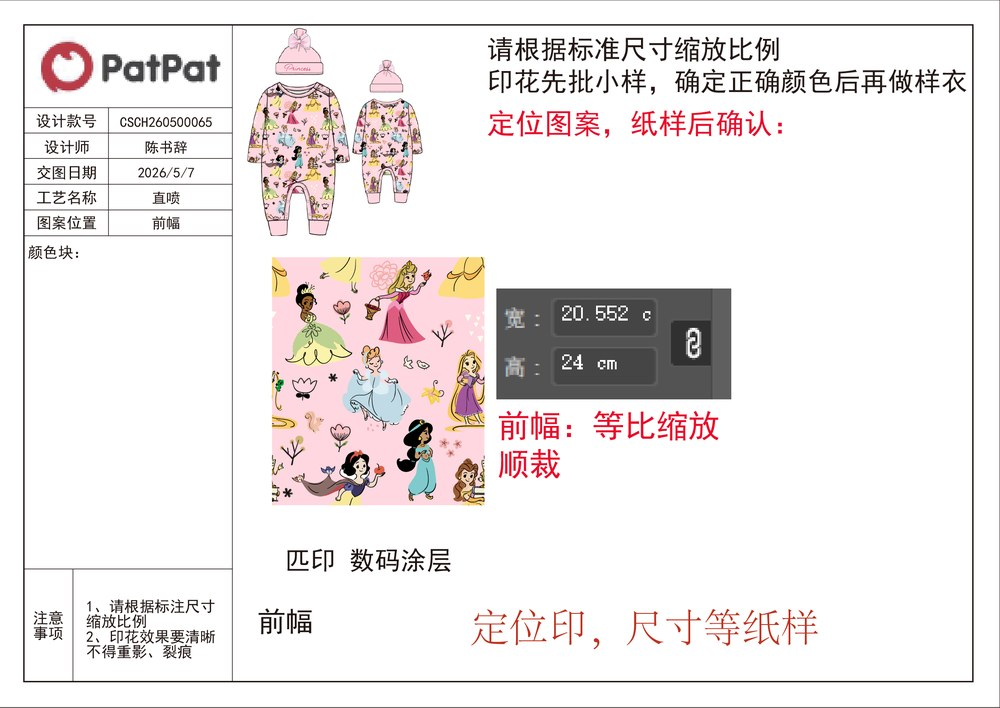 PatPat
设计款号 CSCH260500065
设计师 陈书辞
交图日期 2026/5/7
工艺名称 直喷
图案位置 前幅
颜色块：
注意
事项
1、请根据标注尺寸
缩放比例
2、印花效果要清晰
不得重影、裂痕
Princess
请根据标准尺寸缩放比例
印花先批小样，确定正确颜色后再做样衣
定位图案，纸样后确认：
宽： 20.552 c
高： 24 cm
前幅：等比缩放
顺裁
匹印 数码涂层
前幅
定位印，尺寸等纸样